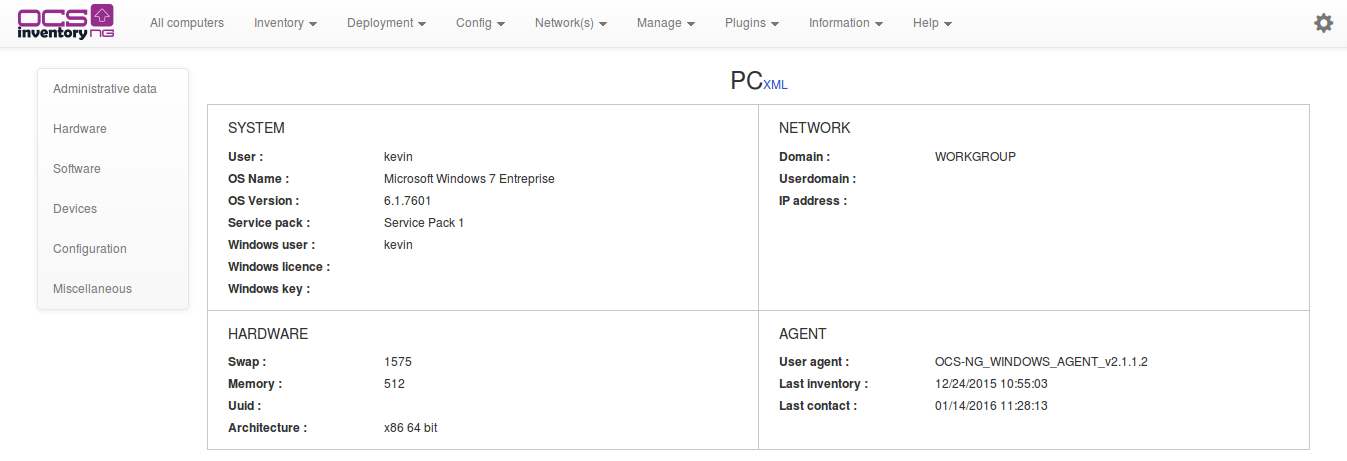 OCS inventory NG
All computers Inventory Deployment Config Network(s) Manage Plugins Information Help
Administrative data
Hardware
Software
Devices
Configuration
Miscellaneous
PCXML
SYSTEM
User : kevin
OS Name : Microsoft Windows 7 Entreprise
OS Version : 6.1.7601
Service pack : Service Pack 1
Windows user : kevin
Windows licence :
Windows key :
NETWORK
Domain : WORKGROUP
Userdomain :
IP address :
HARDWARE
Swap : 1575
Memory : 512
Uuid :
Architecture : x86 64 bit
AGENT
User agent : OCS-NG_WINDOWS_AGENT_v2.1.1.2
Last inventory : 12/24/2015 10:55:03
Last contact : 01/14/2016 11:28:13